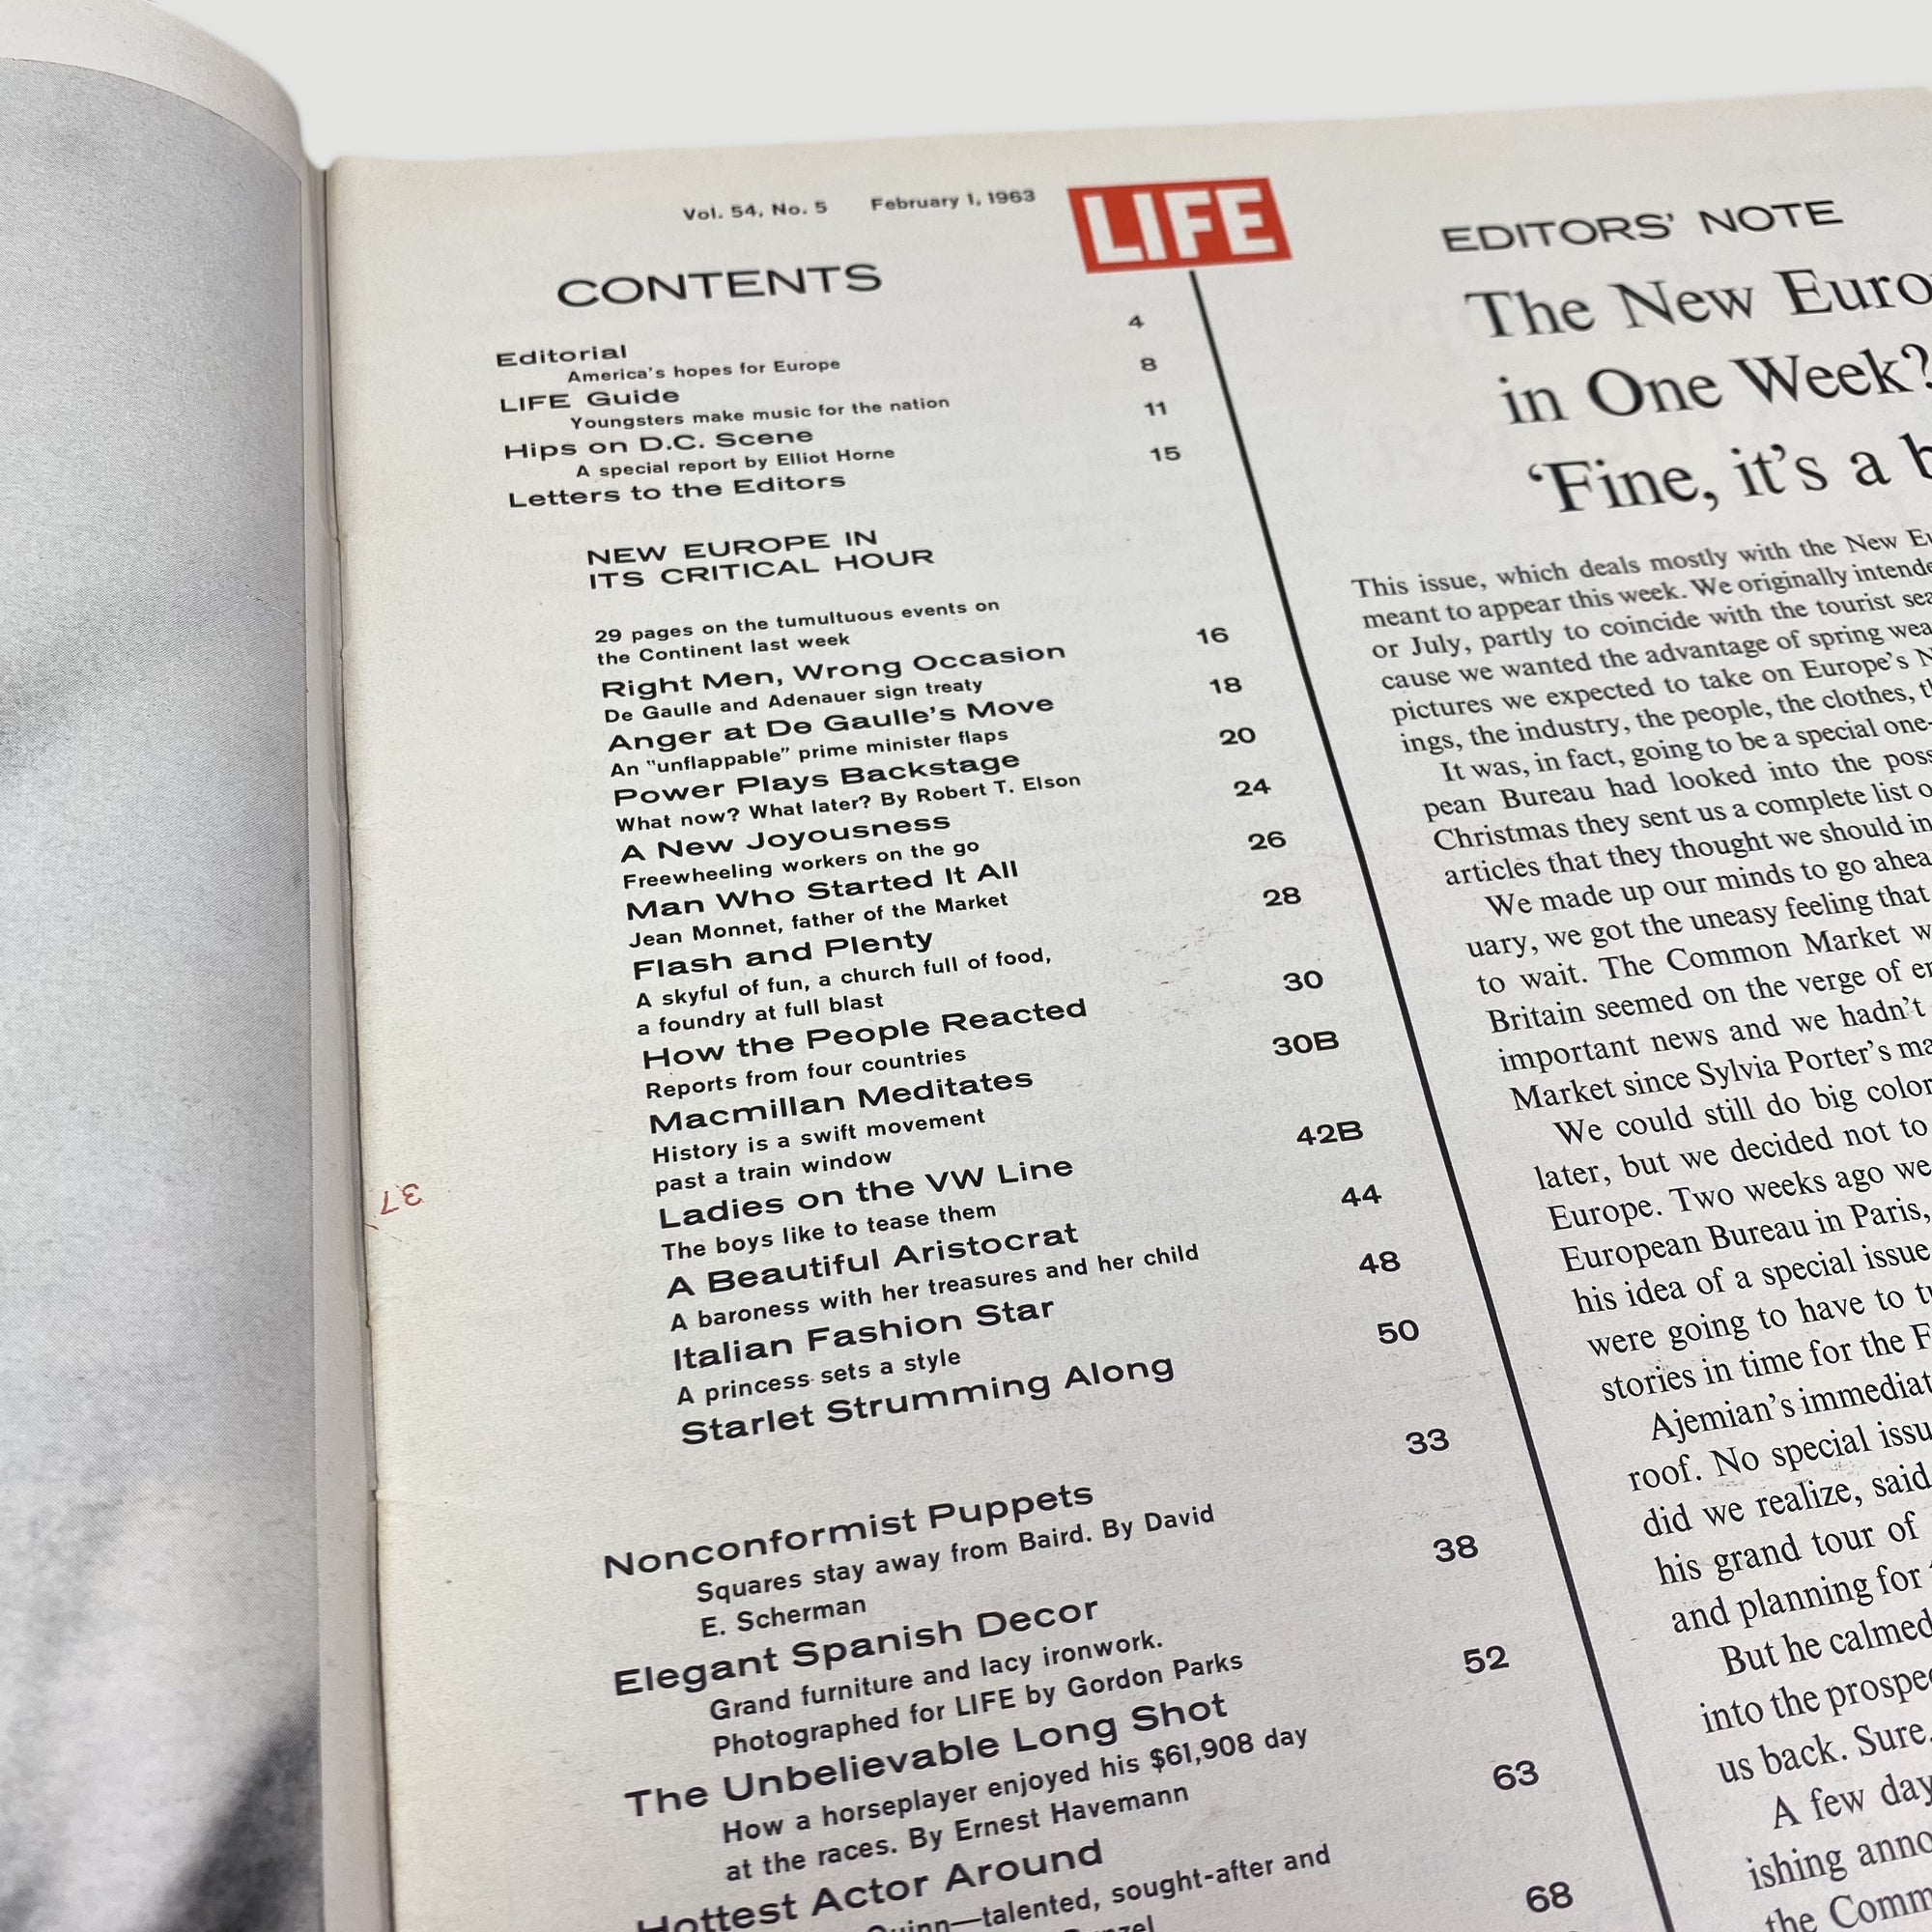 Vol. 54, No. 5 February 1, 1963
LIFE
CONTENTS
Editorial 4
America's hopes for Europe
LIFE Guide 8
Youngsters make music for the nation
Hips on D.C. Scene 11
A special report by Elliot Horne
Letters to the Editors 15
NEW EUROPE IN
ITS CRITICAL HOUR
29 pages on the tumultuous events on
the Continent last week
Right Men, Wrong Occasion 16
De Gaulle and Adenauer sign treaty
Anger at De Gaulle's Move 18
An "unflappable" prime minister flaps
Power Plays Backstage 20
What now? What later? By Robert T. Elson
A New Joyousness 24
Freewheeling workers on the go
Man Who Started It All 26
Jean Monnet, father of the Market
Flash and Plenty 28
A skyful of fun, a church full of food,
a foundry at full blast
How the People Reacted 30
Reports from four countries
Macmillan Meditates 30B
History is a swift movement
past a train window
Ladies on the VW Line 42B
The boys like to tease them
A Beautiful Aristocrat 44
A baroness with her treasures and her child
Italian Fashion Star 48
A princess sets a style
Starlet Strumming Along 50
Nonconformist Puppets 33
Squares stay away from Baird. By David
E. Scherman
Elegant Spanish Decor 38
Grand furniture and lacy ironwork.
Photographed for LIFE by Gordon Parks
The Unbelievable Long Shot 52
How a horseplayer enjoyed his $61,908 day
at the races. By Ernest Havemann
Hottest Actor Around 63
Quinn—talented, sought-after and
68
37
EDITORS' NOTE
The New Euro
in One Week?
'Fine, it's a b
This issue, which deals mostly with the New Eu
meant to appear this week. We originally intende
or July, partly to coincide with the tourist sea
cause we wanted the advantage of spring wea
pictures we expected to take on Europe's N
ings, the industry, the people, the clothes, t
It was, in fact, going to be a special one-
pean Bureau had looked into the poss
Christmas they sent us a complete list o
articles that they thought we should in
We made up our minds to go ahea
uary, we got the uneasy feeling that
to wait. The Common Market w
Britain seemed on the verge of en
important news and we hadn't
Market since Sylvia Porter's ma
We could still do big color
later, but we decided not to
Europe. Two weeks ago we
European Bureau in Paris,
his idea of a special issue
were going to have to tu
stories in time for the F
Ajemian's immediat
roof. No special issu
did we realize, said
his grand tour of
and planning for
But he calmed
into the prospec
us back. Sure,
A few day
ishing anno
the Comm